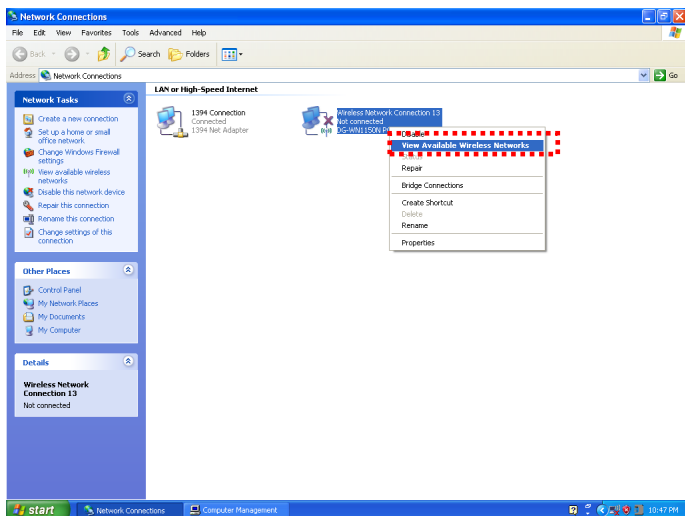 Network Connections
File Edit View Favorites Tools Advanced Help
Back Search Folders
Address Network Connections Go
LAN or High-Speed Internet
Network Tasks
Create a new connection
Set up a home or small
office network
Change Windows Firewall
settings
View available wireless
networks
Disable this network device
Repair this connection
Rename this connection
Change settings of this
connection
Other Places
Control Panel
My Network Places
My Documents
My Computer
Details
Wireless Network
Connection 13
Not connected
1394 Connection
Connected
1394 Net Adapter
Wireless Network Connection 13
Not connected
DG-WN1150N
Disable
View Available Wireless Networks
Status
Repair
Bridge Connections
Create Shortcut
Delete
Rename
Properties
start Network Conne Computer Management 10:47 PM